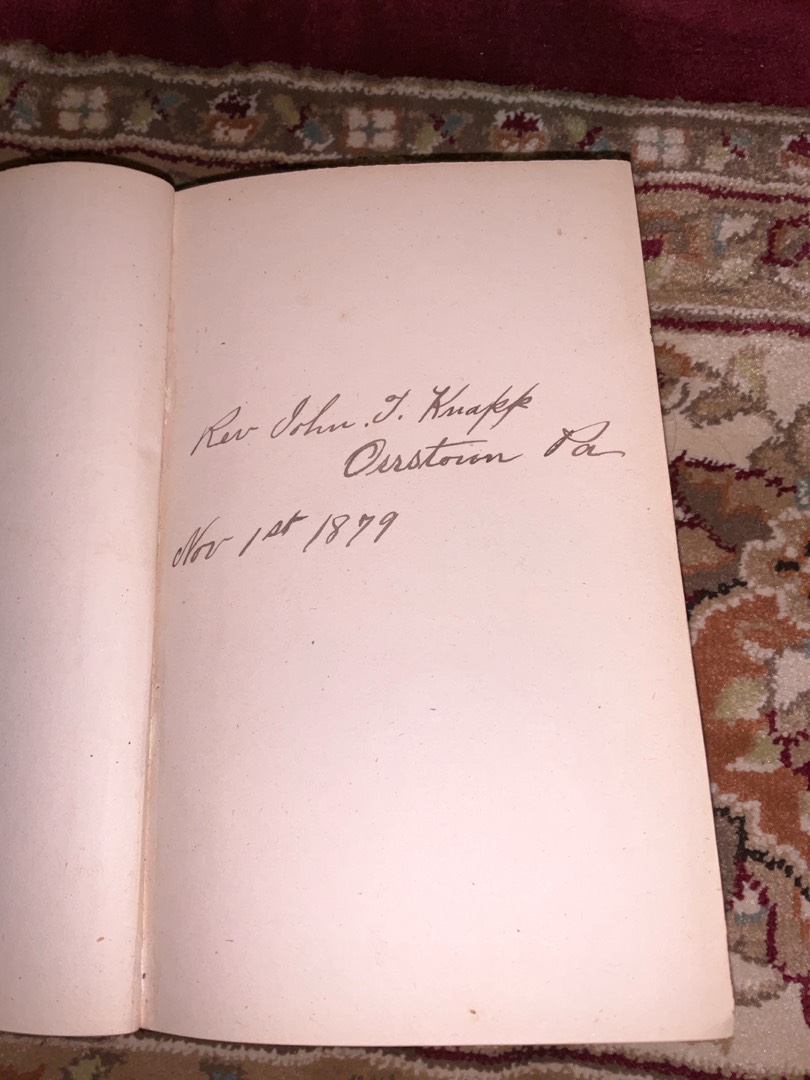 Rev John. T. Knapp
Orrstown Pa
Nov 1st 1879